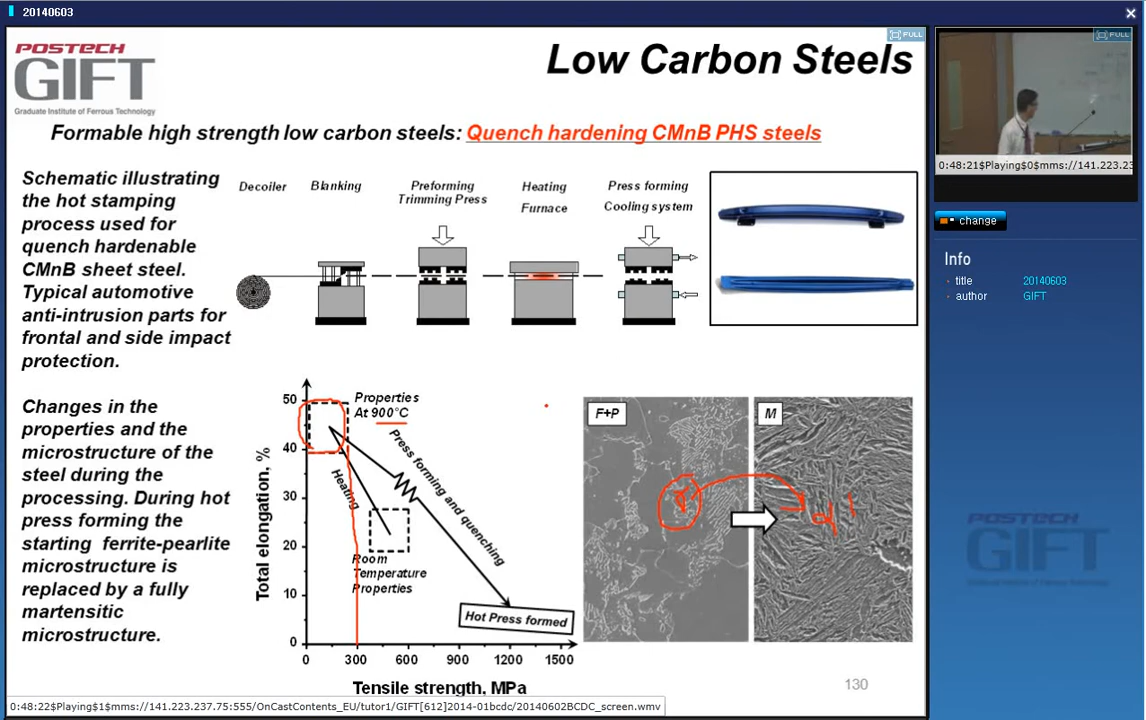 20140603
POSTECH
GIFT
Graduate Institute of Ferrous Technology
FULL
Low Carbon Steels
Formable high strength low carbon steels: Quench hardening CMnB PHS steels
Schematic illustrating
the hot stamping
process used for
quench hardenable
CMnB sheet steel.
Typical automotive
anti-intrusion parts for
frontal and side impact
protection.
Decoiler
Blanking
Preforming
Trimming Press
Heating
Furnace
Press forming
Cooling system
Changes in the
properties and the
microstructure of the
steel during the
processing. During hot
press forming the
starting ferrite-pearlite
microstructure is
replaced by a fully
martensitic
microstructure.
Total elongation, %
50
40
30
20
10
0
Properties
At 900°C
Press forming and quenching
Heating
Room
Temperature
Properties
Hot Press formed
0 300 600 900 1200 1500
Tensile strength, MPa
F+P
M
130
0:48:22$Playing$1$mms://141.223.237.75:555/OnCastContents_EU/tutor1/GIFT[612]2014-01bcdc/20140602BCDC_screen.wmv
FULL
0:48:21$Playing$0$mms://141.223.23
change
Info
title 20140603
author GIFT
POSTECH
GIFT